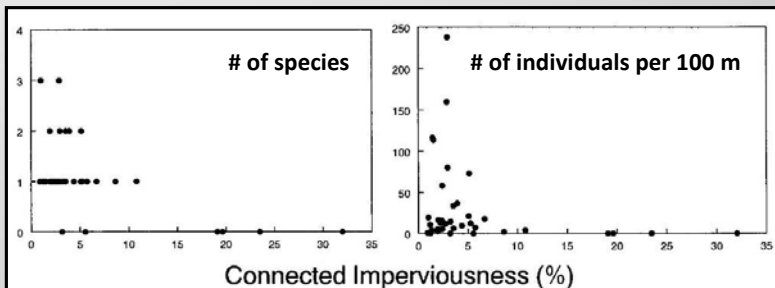 # of species
4
3
2
1
0
0 5 10 15 20 25 30 35
# of individuals per 100 m
250
200
150
100
50
0
0 5 10 15 20 25 30 35
Connected Imperviousness (%)